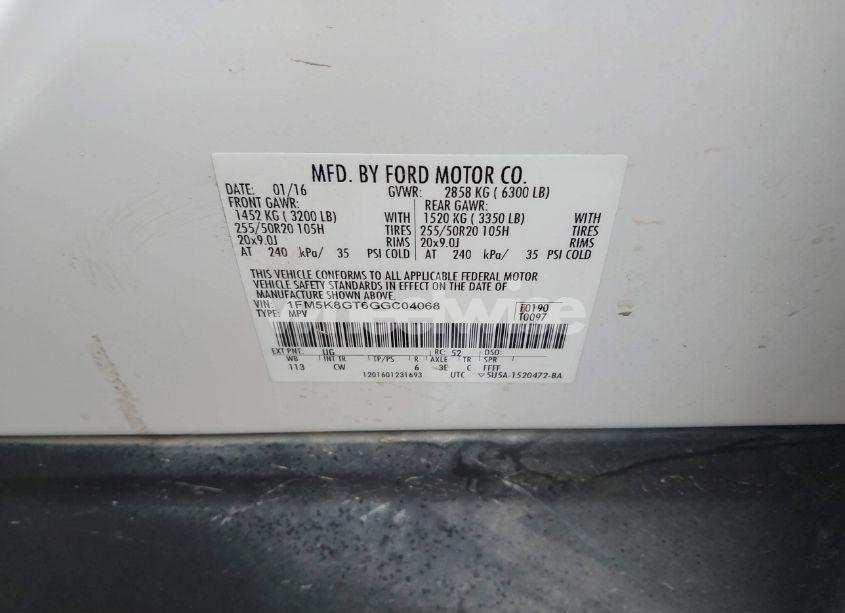 MFD. BY FORD MOTOR CO.
DATE: 01/16 GVWR: 2858 KG ( 6300 LB)
FRONT GAWR: REAR GAWR:
1452 KG ( 3200 LB) WITH 1520 KG ( 3350 LB) WITH
255/50R20 105H TIRES 255/50R20 105H TIRES
20x9.0J RIMS 20x9.0J RIMS
AT 240 kPa/ 35 PSI COLD AT 240 kPa/ 35 PSI COLD
THIS VEHICLE CONFORMS TO ALL APPLICABLE FEDERAL MOTOR
VEHICLE SAFETY STANDARDS IN EFFECT ON THE DATE OF
MANUFACTURE SHOWN ABOVE.
VIN: 1FM5K8GT6GGC04068 F0190
TYPE: MPV T0097
EXT PNT: UG RC: 52 DSO:
WB INT TR TP/PS R AXLE TR SPR
113 CW 6 3E C FFFF
1201601231693 UTC 5U5A-1520472-BA